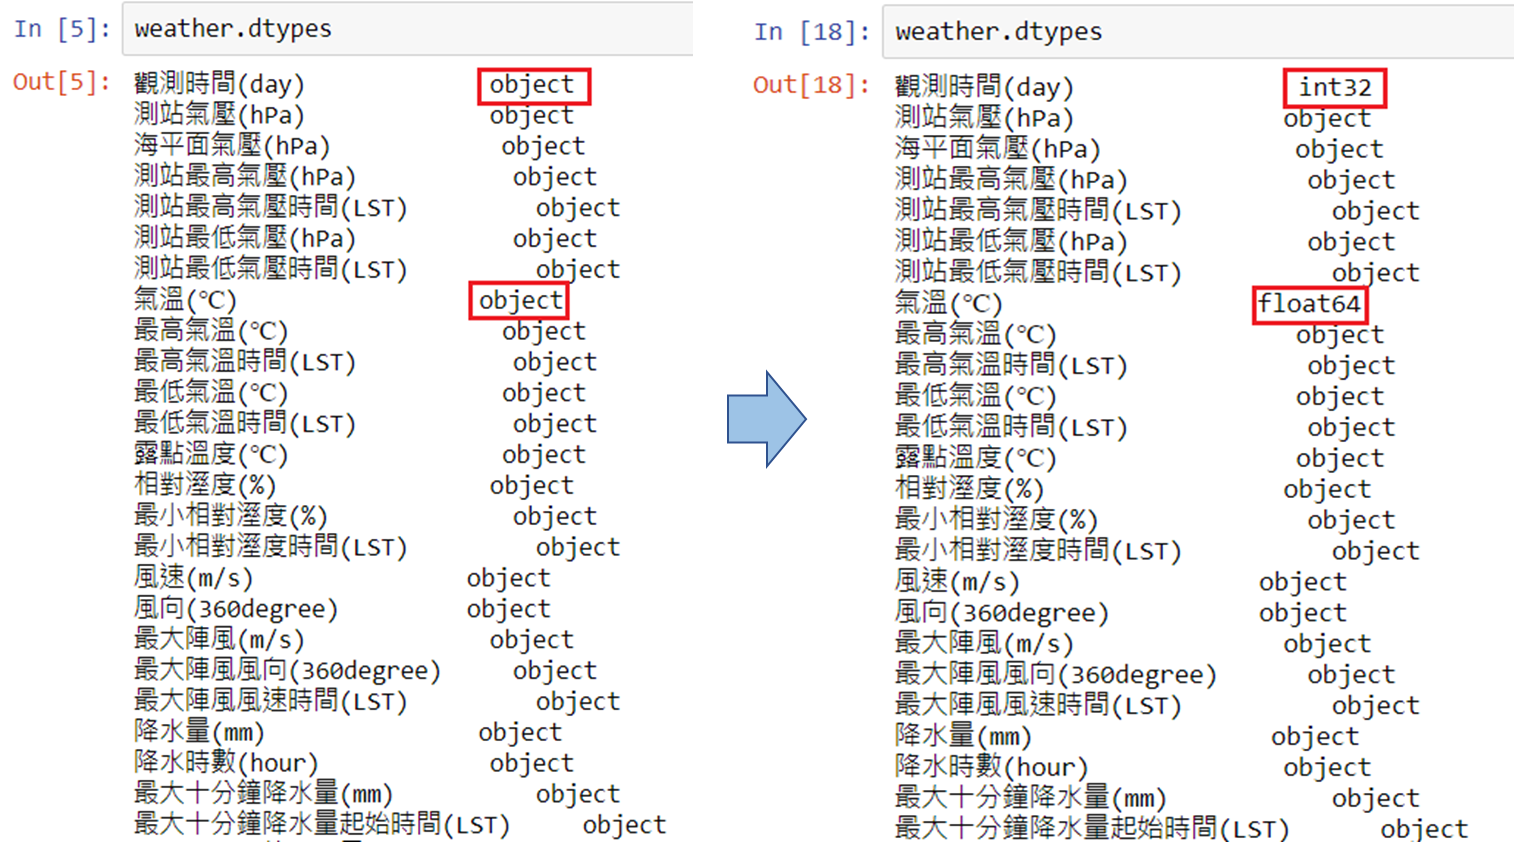 In [5]: weather.dtypes
Out[5]: 觀測時間(day) object
測站氣壓(hPa) object
海平面氣壓(hPa) object
測站最高氣壓(hPa) object
測站最高氣壓時間(LST) object
測站最低氣壓(hPa) object
測站最低氣壓時間(LST) object
氣溫(℃) object
最高氣溫(℃) object
最高氣溫時間(LST) object
最低氣溫(℃) object
最低氣溫時間(LST) object
露點溫度(℃) object
相對溼度(%) object
最小相對溼度(%) object
最小相對溼度時間(LST) object
風速(m/s) object
風向(360degree) object
最大陣風(m/s) object
最大陣風風向(360degree) object
最大陣風風速時間(LST) object
降水量(mm) object
降水時數(hour) object
最大十分鐘降水量(mm) object
最大十分鐘降水量起始時間(LST) object
In [18]: weather.dtypes
Out[18]: 觀測時間(day) int32
測站氣壓(hPa) object
海平面氣壓(hPa) object
測站最高氣壓(hPa) object
測站最高氣壓時間(LST) object
測站最低氣壓(hPa) object
測站最低氣壓時間(LST) object
氣溫(℃) float64
最高氣溫(℃) object
最高氣溫時間(LST) object
最低氣溫(℃) object
最低氣溫時間(LST) object
露點溫度(℃) object
相對溼度(%) object
最小相對溼度(%) object
最小相對溼度時間(LST) object
風速(m/s) object
風向(360degree) object
最大陣風(m/s) object
最大陣風風向(360degree) object
最大陣風風速時間(LST) object
降水量(mm) object
降水時數(hour) object
最大十分鐘降水量(mm) object
最大十分鐘降水量起始時間(LST) object